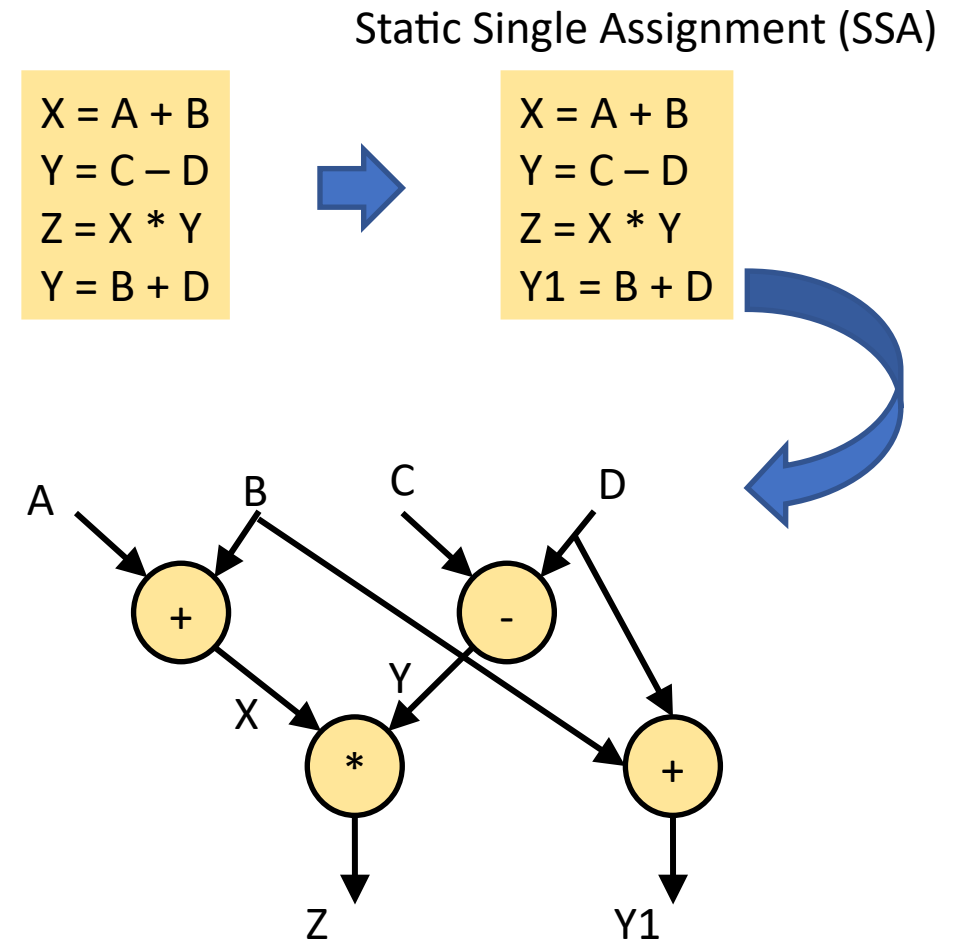 Static Single Assignment (SSA)
X = A + B
Y = C – D
Z = X * Y
Y = B + D
X = A + B
Y = C – D
Z = X * Y
Y1 = B + D
A
B
C
D
+
-
X
Y
*
+
Z
Y1